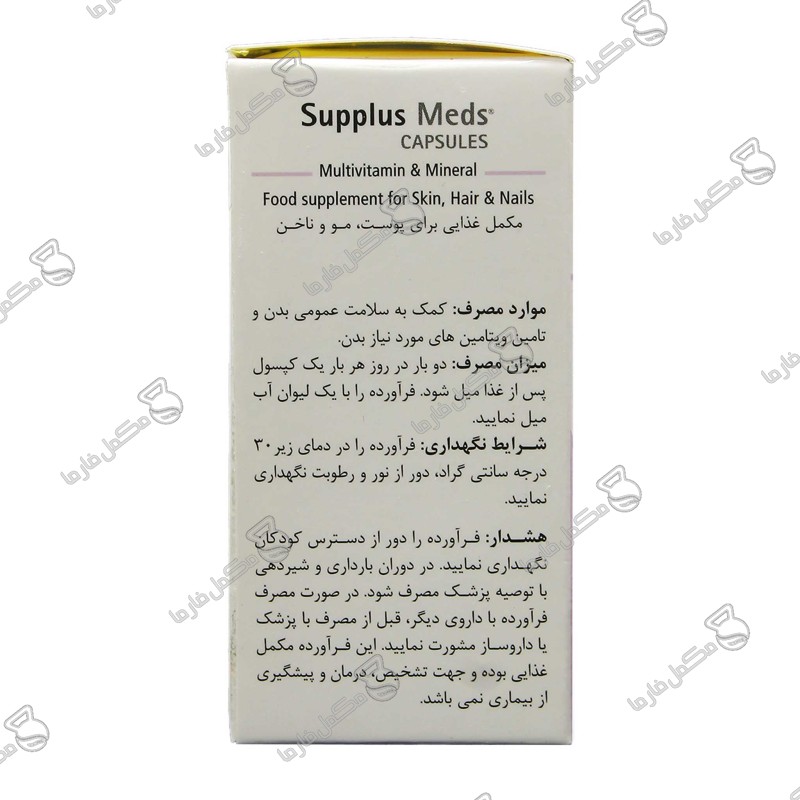 Supplus Meds®
CAPSULES
Multivitamin & Mineral
Food supplement for Skin, Hair & Nails
مکمل غذایی برای پوست، مو و ناخن
موارد مصرف: کمک به سلامت عمومی بدن و
تامین ویتامین های مورد نیاز بدن.
میزان مصرف: دو بار در روز هر بار یک کپسول
پس از غذا میل شود. فرآورده را با یک لیوان آب
میل نمایید.
شرایط نگهداری: فرآورده را در دمای زیر ۳۰
درجه سانتی گراد، دور از نور و رطوبت نگهداری
نمایید.
هشدار: فرآورده را دور از دسترس کودکان
نگهداری نمایید. در دوران بارداری و شیردهی
با توصیه پزشک مصرف شود. در صورت مصرف
فرآورده با داروی دیگر، قبل از مصرف با پزشک
یا داروساز مشورت نمایید. این فرآورده مکمل
غذایی بوده و جهت تشخیص، درمان و پیشگیری
از بیماری نمی باشد.
مکمل فارما